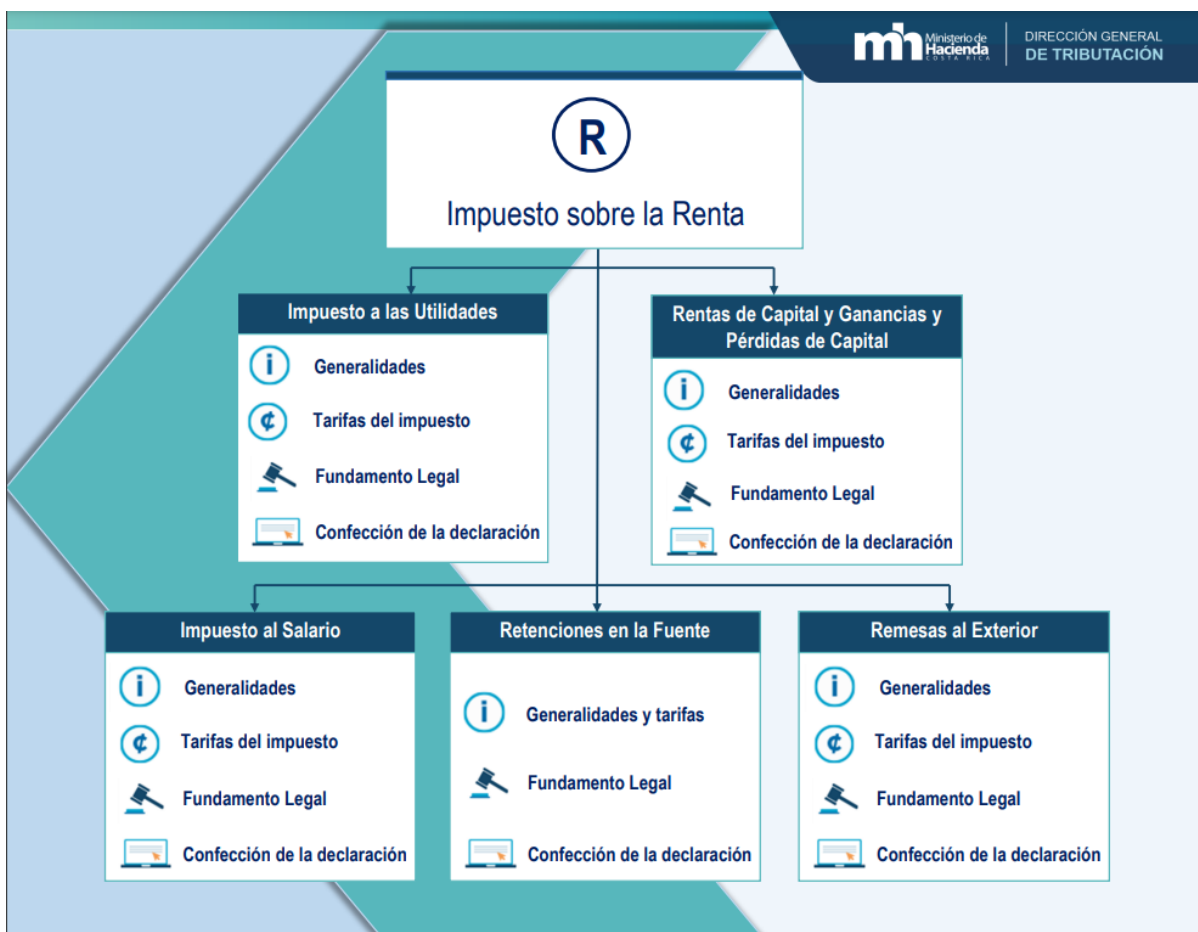 mh Ministerio de
Hacienda
COSTA RICA
DIRECCIÓN GENERAL
DE TRIBUTACIÓN
R
Impuesto sobre la Renta
Impuesto a las Utilidades
i Generalidades
¢ Tarifas del impuesto
Fundamento Legal
Confección de la declaración
Rentas de Capital y Ganancias y
Pérdidas de Capital
i Generalidades
¢ Tarifas del impuesto
Fundamento Legal
Confección de la declaración
Impuesto al Salario
i Generalidades
¢ Tarifas del impuesto
Fundamento Legal
Confección de la declaración
Retenciones en la Fuente
i Generalidades y tarifas
Fundamento Legal
Confección de la declaración
Remesas al Exterior
i Generalidades
¢ Tarifas del impuesto
Fundamento Legal
Confección de la declaración